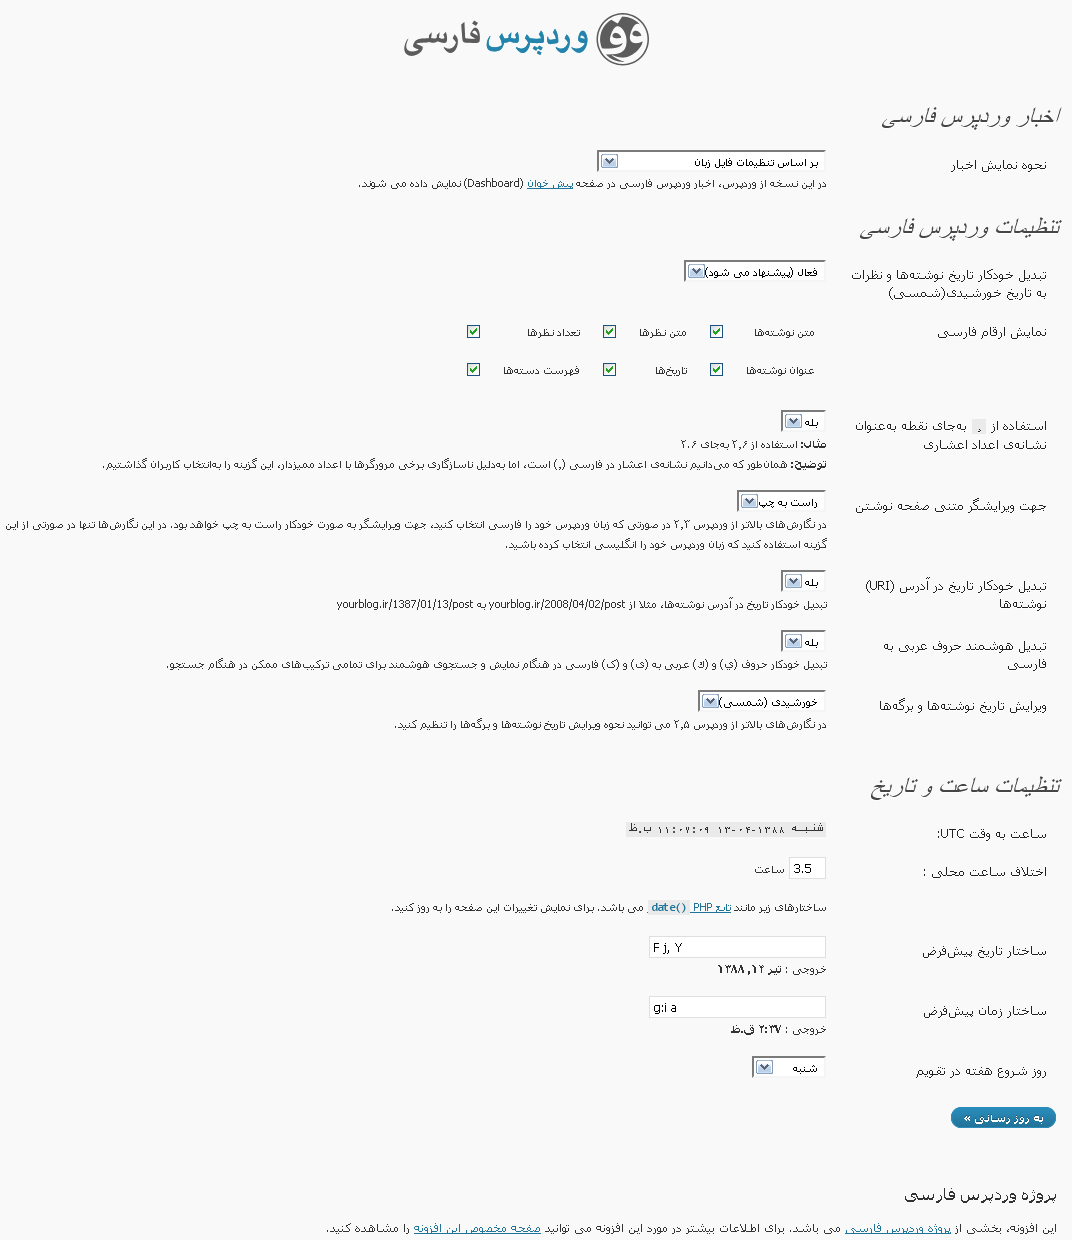 وردپرس فارسی
اخبار وردپرس فارسی
نحوه نمایش اخبار
بر اساس تنظیمات فایل زبان
در این نسخه از وردپرس، اخبار وردپرس فارسی در صفحه پیش خوان (Dashboard) نمایش داده می شوند.
تنظیمات وردپرس فارسی
تبدیل خودکار تاریخ نوشته‌ها و نظرات
به تاریخ خورشیدی(شمسی)
فعال (پیشنهاد می شود)
نمایش ارقام فارسی
متن نوشته‌ها متن نظرها تعداد نظرها
عنوان نوشته‌ها تاریخ‌ها فهرست دسته‌ها
استفاده از , به‌جای نقطه به‌عنوان
نشانه‌ی اعداد اعشاری
بله
مثال: استفاده از ۲,۶ به‌جای ۲.۶
توضیح: همان‌طور که می‌دانیم نشانه‌ی اعشار در فارسی (,) است، اما به‌دلیل ناسازگاری برخی مرورگرها با اعداد ممیزدار، این گزینه را به‌انتخاب کاربران گذاشتیم.
جهت ویرایشگر متنی صفحه نوشتن
راست به چپ
در نگارش‌های بالاتر از وردپرس ۲,۳ در صورتی که زبان وردپرس خود را فارسی انتخاب کنید، جهت ویرایشگر به صورت خودکار راست به چپ خواهد بود. در این نگارش‌ها تنها در صورتی از این
گزینه استفاده کنید که زبان وردپرس خود را انگلیسی انتخاب کرده باشید.
تبدیل خودکار تاریخ در آدرس (URI)
نوشته‌ها
بله
تبدیل خودکار تاریخ در آدرس نوشته‌ها، مثلا از yourblog.ir/2008/04/02/post به yourblog.ir/1387/01/13/post
تبدیل هوشمند حروف عربی به
فارسی
بله
تبدیل خودکار حروف (ي) و (ك) عربی به (ی) و (ک) فارسی در هنگام نمایش و جستجوی هوشمند برای تمامی ترکیب‌های ممکن در هنگام جستجو.
ویرایش تاریخ نوشته‌ها و برگه‌ها
خورشیدی (شمسی)
در نگارش‌های بالاتر از وردپرس ۲,۵ می توانید نحوه ویرایش تاریخ نوشته‌ها و برگه‌ها را تنظیم کنید.
تنظیمات ساعت و تاریخ
ساعت به وقت UTC:
شنبه ۱۳۸۸-۰۴-۱۳ ۱۱:۰۷:۰۹ ب.ظ
اختلاف ساعت محلی :
3.5 ساعت
ساختارهای زیر مانند تابع PHP date() می باشد. برای نمایش تغییرات این صفحه را به روز کنید.
ساختار تاریخ پیش‌فرض
F j, Y
خروجی : تیر ۱۴, ۱۳۸۸
ساختار زمان پیش‌فرض
g:i a
خروجی : ۲:۳۷ ق.ظ
روز شروع هفته در تقویم
شنبه
به روز رسانی »
پروژه وردپرس فارسی
این افزونه، بخشی از پروژه وردپرس فارسی می باشد. برای اطلاعات بیشتر در مورد این افزونه می توانید صفحه مخصوص این افزونه را مشاهده کنید.